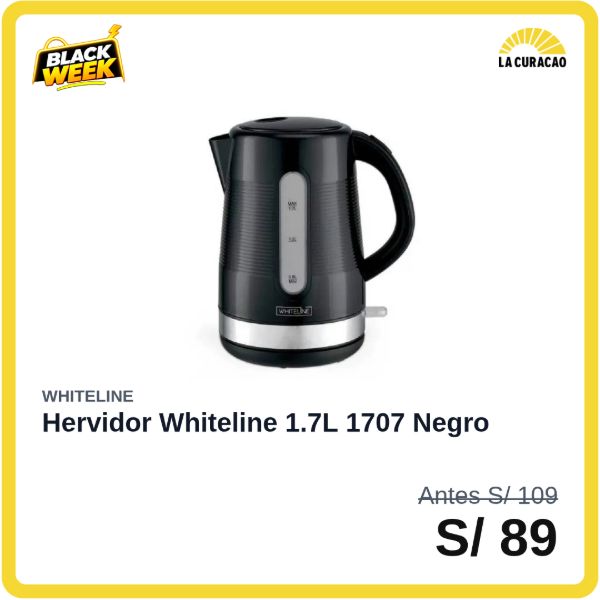 BLACK
WEEK
LA CURACAO
WHITELINE
WHITELINE
Hervidor Whiteline 1.7L 1707 Negro
Antes S/ 109
S/ 89